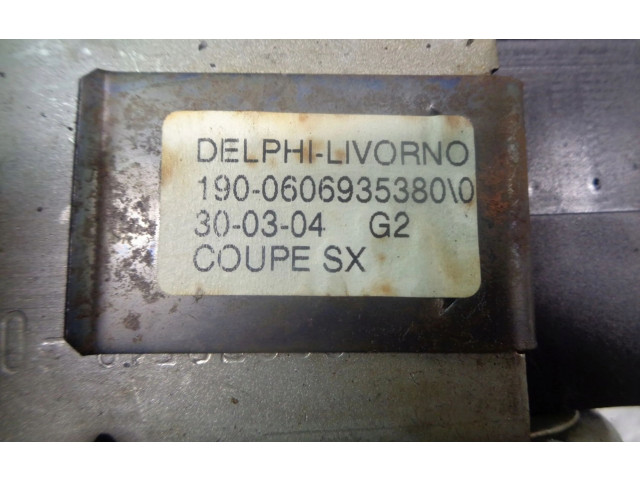 DELPHI-LIVORNO
190-0606935380\0
30-03-04 G2
COUPE SX